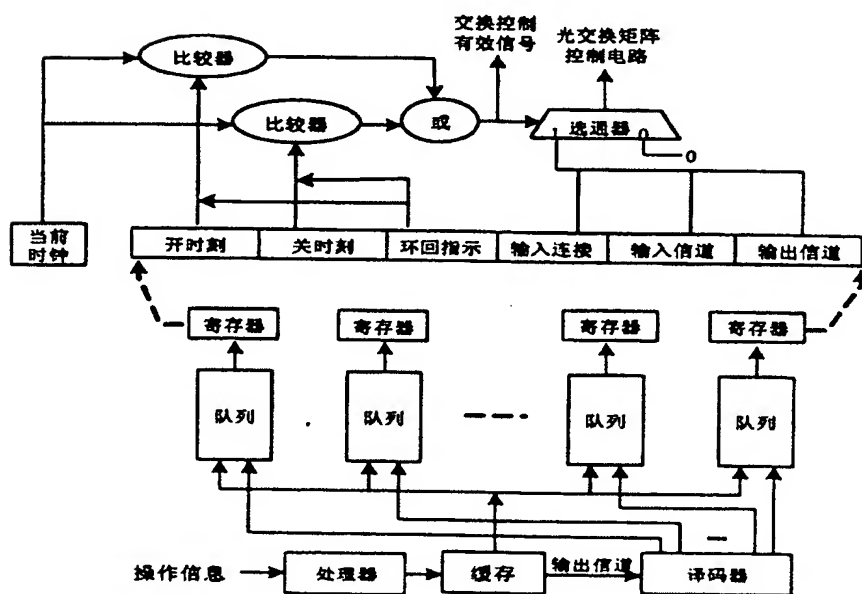 交换控制
有效信号
光交换矩阵
控制电路
比较器
比较器
或
1 选通器 0
0
当前
时钟
开时刻 关时刻 环回指示 输入连接 输入信道 输出信道
寄存器 寄存器 寄存器 寄存器
队列 队列 队列 队列
操作信息 处理器 缓存 输出信道 译码器